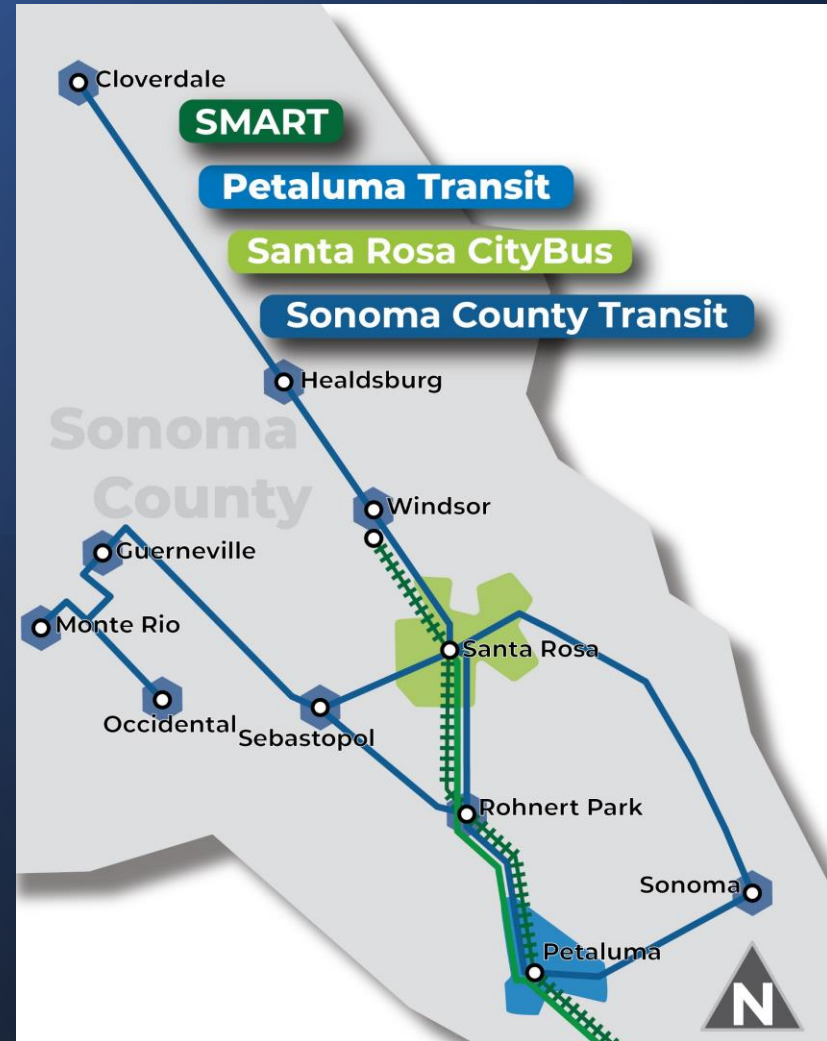 Cloverdale
SMART
Petaluma Transit
Santa Rosa CityBus
Sonoma County Transit
Healdsburg
Sonoma
County
Windsor
Guerneville
Monte Rio
Santa Rosa
Occidental
Sebastopol
Rohnert Park
Sonoma
Petaluma
N